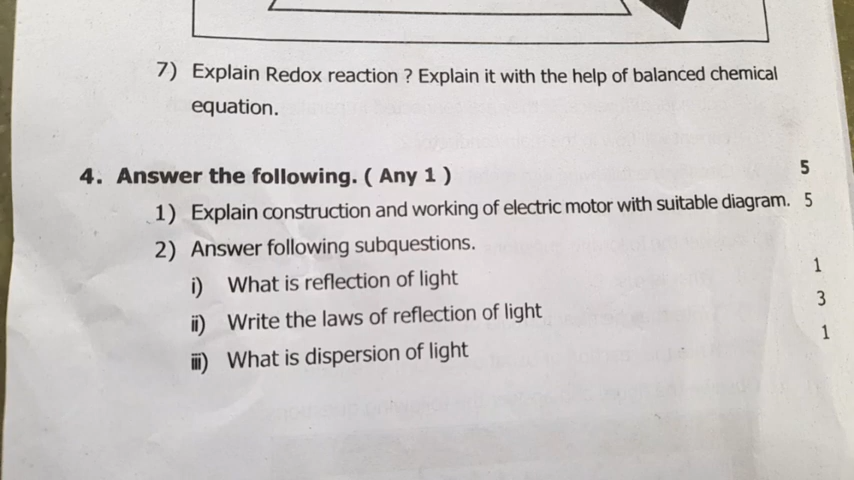 7) Explain Redox reaction ? Explain it with the help of balanced chemical
equation.
4. Answer the following. ( Any 1 ) 5
1) Explain construction and working of electric motor with suitable diagram. 5
2) Answer following subquestions.
i) What is reflection of light 1
ii) Write the laws of reflection of light 3
iii) What is dispersion of light 1